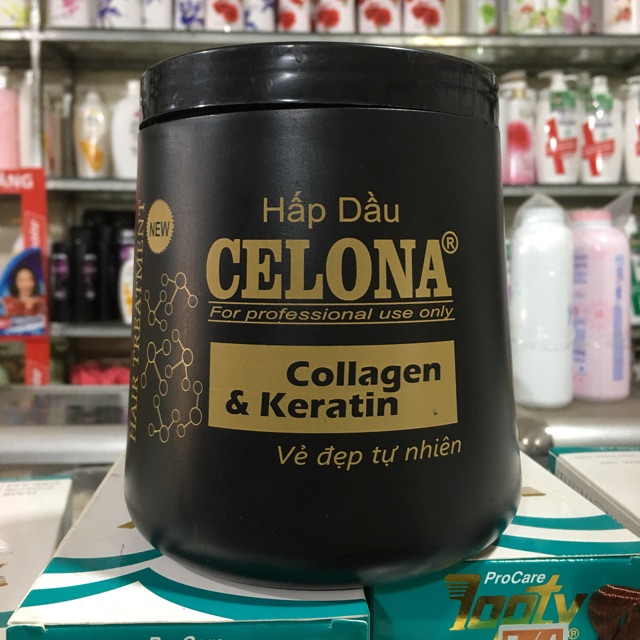 Hấp Dầu
CELONA®
For professional use only
Collagen
& Keratin
Vẻ đẹp tự nhiên
NEW
HAIR TREATMENT
ProCare